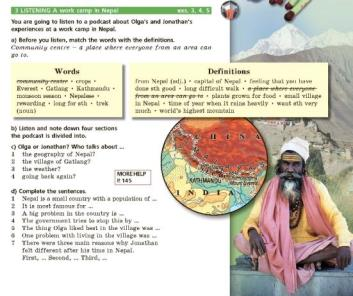 3 LISTENING A work camp in Nepal WB 3, 4, 5
You are going to listen to a podcast about Olga's and Jonathan's
experiences at a work camp in Nepal.
a) Before you listen, match the words with the definitions.
Community centre – a place where everyone from an area can
go to.
Words
community centre • crops •
Everest • Gatlang • Kathmandu •
monsoon season • Nepalese •
rewarding • long for sth • trek
(noun)
Definitions
from Nepal (adj.) • capital of Nepal • feeling that you have
done sth good • long difficult walk • a place where everyone
from an area can go to • plants grown for food • small village
in Nepal • time of year when it rains heavily • want sth very
much • world's highest mountain
b) Listen and note down four sections
the podcast is divided into.
c) Olga or Jonathan? Who talks about ...
1 the geography of Nepal?
2 the village of Gatlang?
3 the weather?
4 going back again?
MORE HELP
P. 145
d) Complete the sentences.
1 Nepal is a small country with a population of ...
2 It is most famous for ...
3 A big problem in the country is ...
4 The government tries to stop this by ...
5 The thing Olga liked best in the village was ...
6 One problem with living in the village was ...
7 There were three main reasons why Jonathan
felt different after his time in Nepal.
First, ... Second, ... Third, ...
CHINA
KATHMANDU
Mount Everest
INDIA